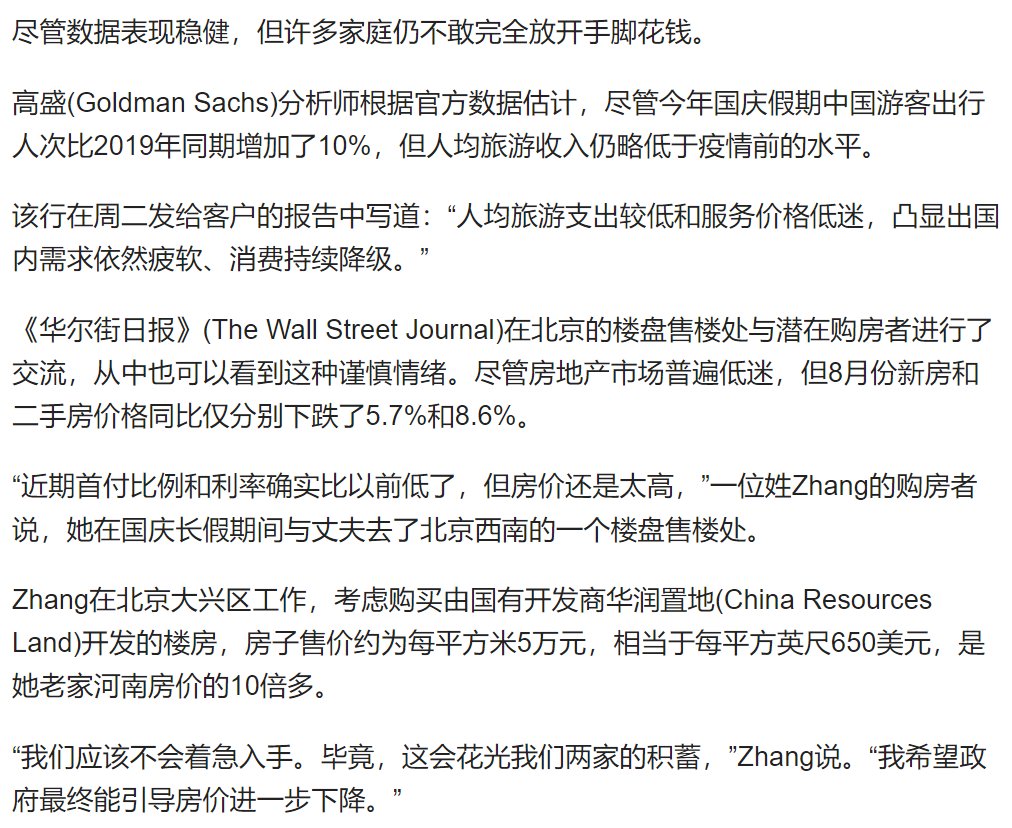 尽管数据表现稳健，但许多家庭仍不敢完全放开手脚花钱。
高盛(Goldman Sachs)分析师根据官方数据估计，尽管今年国庆假期中国游客出行
人次比2019年同期增加了10%，但人均旅游收入仍略低于疫情前的水平。
该行在周二发给客户的报告中写道：“人均旅游支出较低和服务价格低迷，凸显出国
内需求依然疲软、消费持续降级。”
《华尔街日报》(The Wall Street Journal)在北京的楼盘售楼处与潜在购房者进行了
交流，从中也可以看到这种谨慎情绪。尽管房地产市场普遍低迷，但8月份新房和
二手房价格同比仅分别下跌了5.7%和8.6%。
“近期首付比例和利率确实比以前低了，但房价还是太高，”一位姓Zhang的购房者
说，她在国庆长假期间与丈夫去了北京西南的一个楼盘售楼处。
Zhang在北京大兴区工作，考虑购买由国有开发商华润置地(China Resources
Land)开发的楼房，房子售价约为每平方米5万元，相当于每平方英尺650美元，是
她老家河南房价的10倍多。
“我们应该不会着急入手。毕竟，这会花光我们两家的积蓄，”Zhang说。“我希望政
府最终能引导房价进一步下降。”